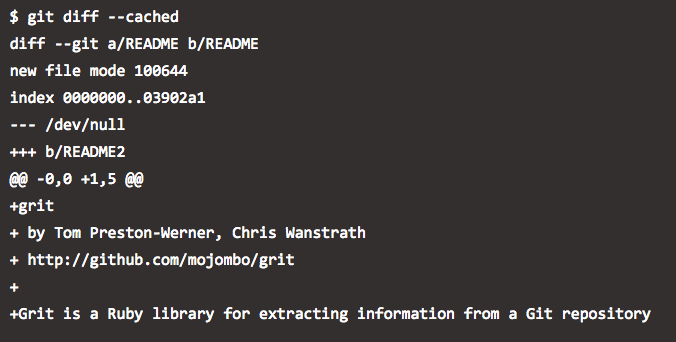 $ git diff --cached
diff --git a/README b/README
new file mode 100644
index 0000000..03902a1
--- /dev/null
+++ b/README2
@@ -0,0 +1,5 @@
+grit
+ by Tom Preston-Werner, Chris Wanstrath
+ http://github.com/mojombo/grit
+
+Grit is a Ruby library for extracting information from a Git repository